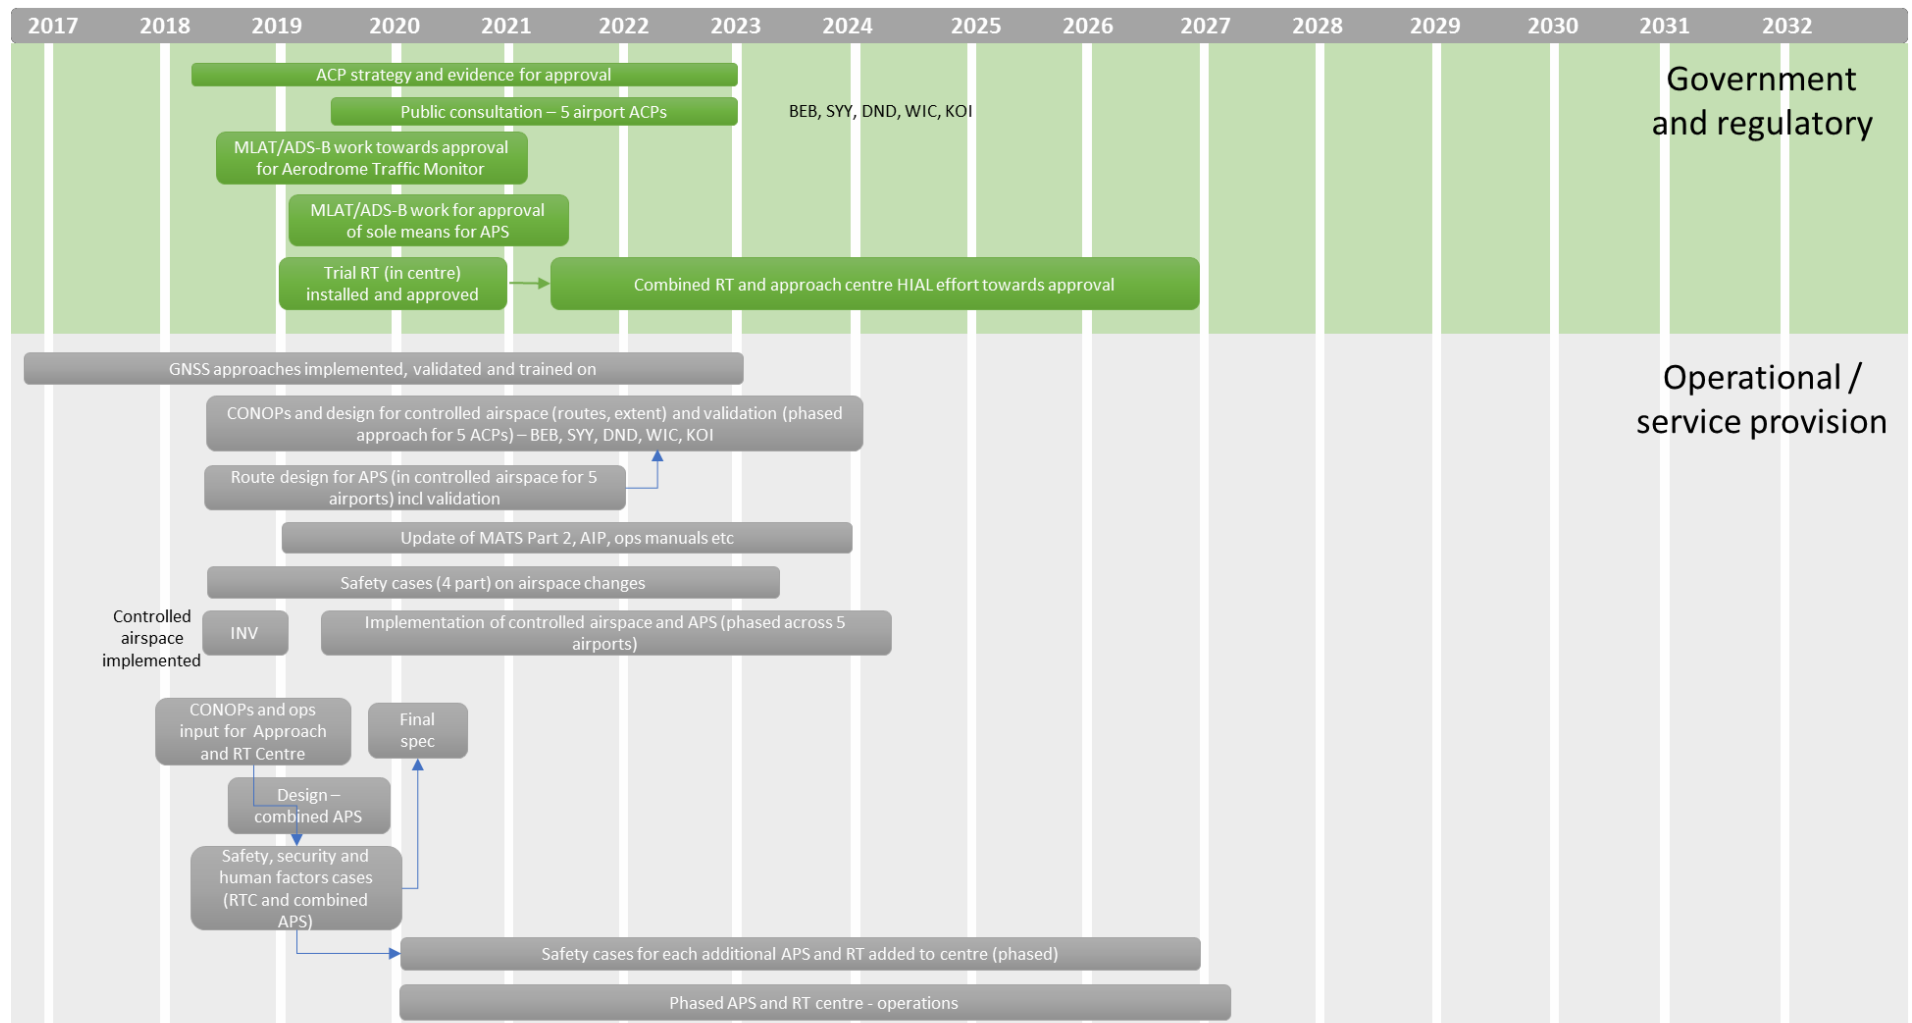 2017 2018 2019 2020 2021 2022 2023 2024 2025 2026 2027 2028 2029 2030 2031 2032
Government
and regulatory
ACP strategy and evidence for approval
Public consultation – 5 airport ACPs
BEB, SYY, DND, WIC, KOI
MLAT/ADS-B work towards approval
for Aerodrome Traffic Monitor
MLAT/ADS-B work for approval
of sole means for APS
Trial RT (in centre)
installed and approved
Combined RT and approach centre HIAL effort towards approval
Operational /
service provision
GNSS approaches implemented, validated and trained on
CONOPs and design for controlled airspace (routes, extent) and validation (phased
approach for 5 ACPs) – BEB, SYY, DND, WIC, KOI
Route design for APS (in controlled airspace for 5
airports) incl validation
Update of MATS Part 2, AIP, ops manuals etc
Safety cases (4 part) on airspace changes
Controlled
airspace
implemented
INV
Implementation of controlled airspace and APS (phased across 5
airports)
CONOPs and ops
input for Approach
and RT Centre
Final
spec
Design –
combined APS
Safety, security and
human factors cases
(RTC and combined
APS)
Safety cases for each additional APS and RT added to centre (phased)
Phased APS and RT centre - operations